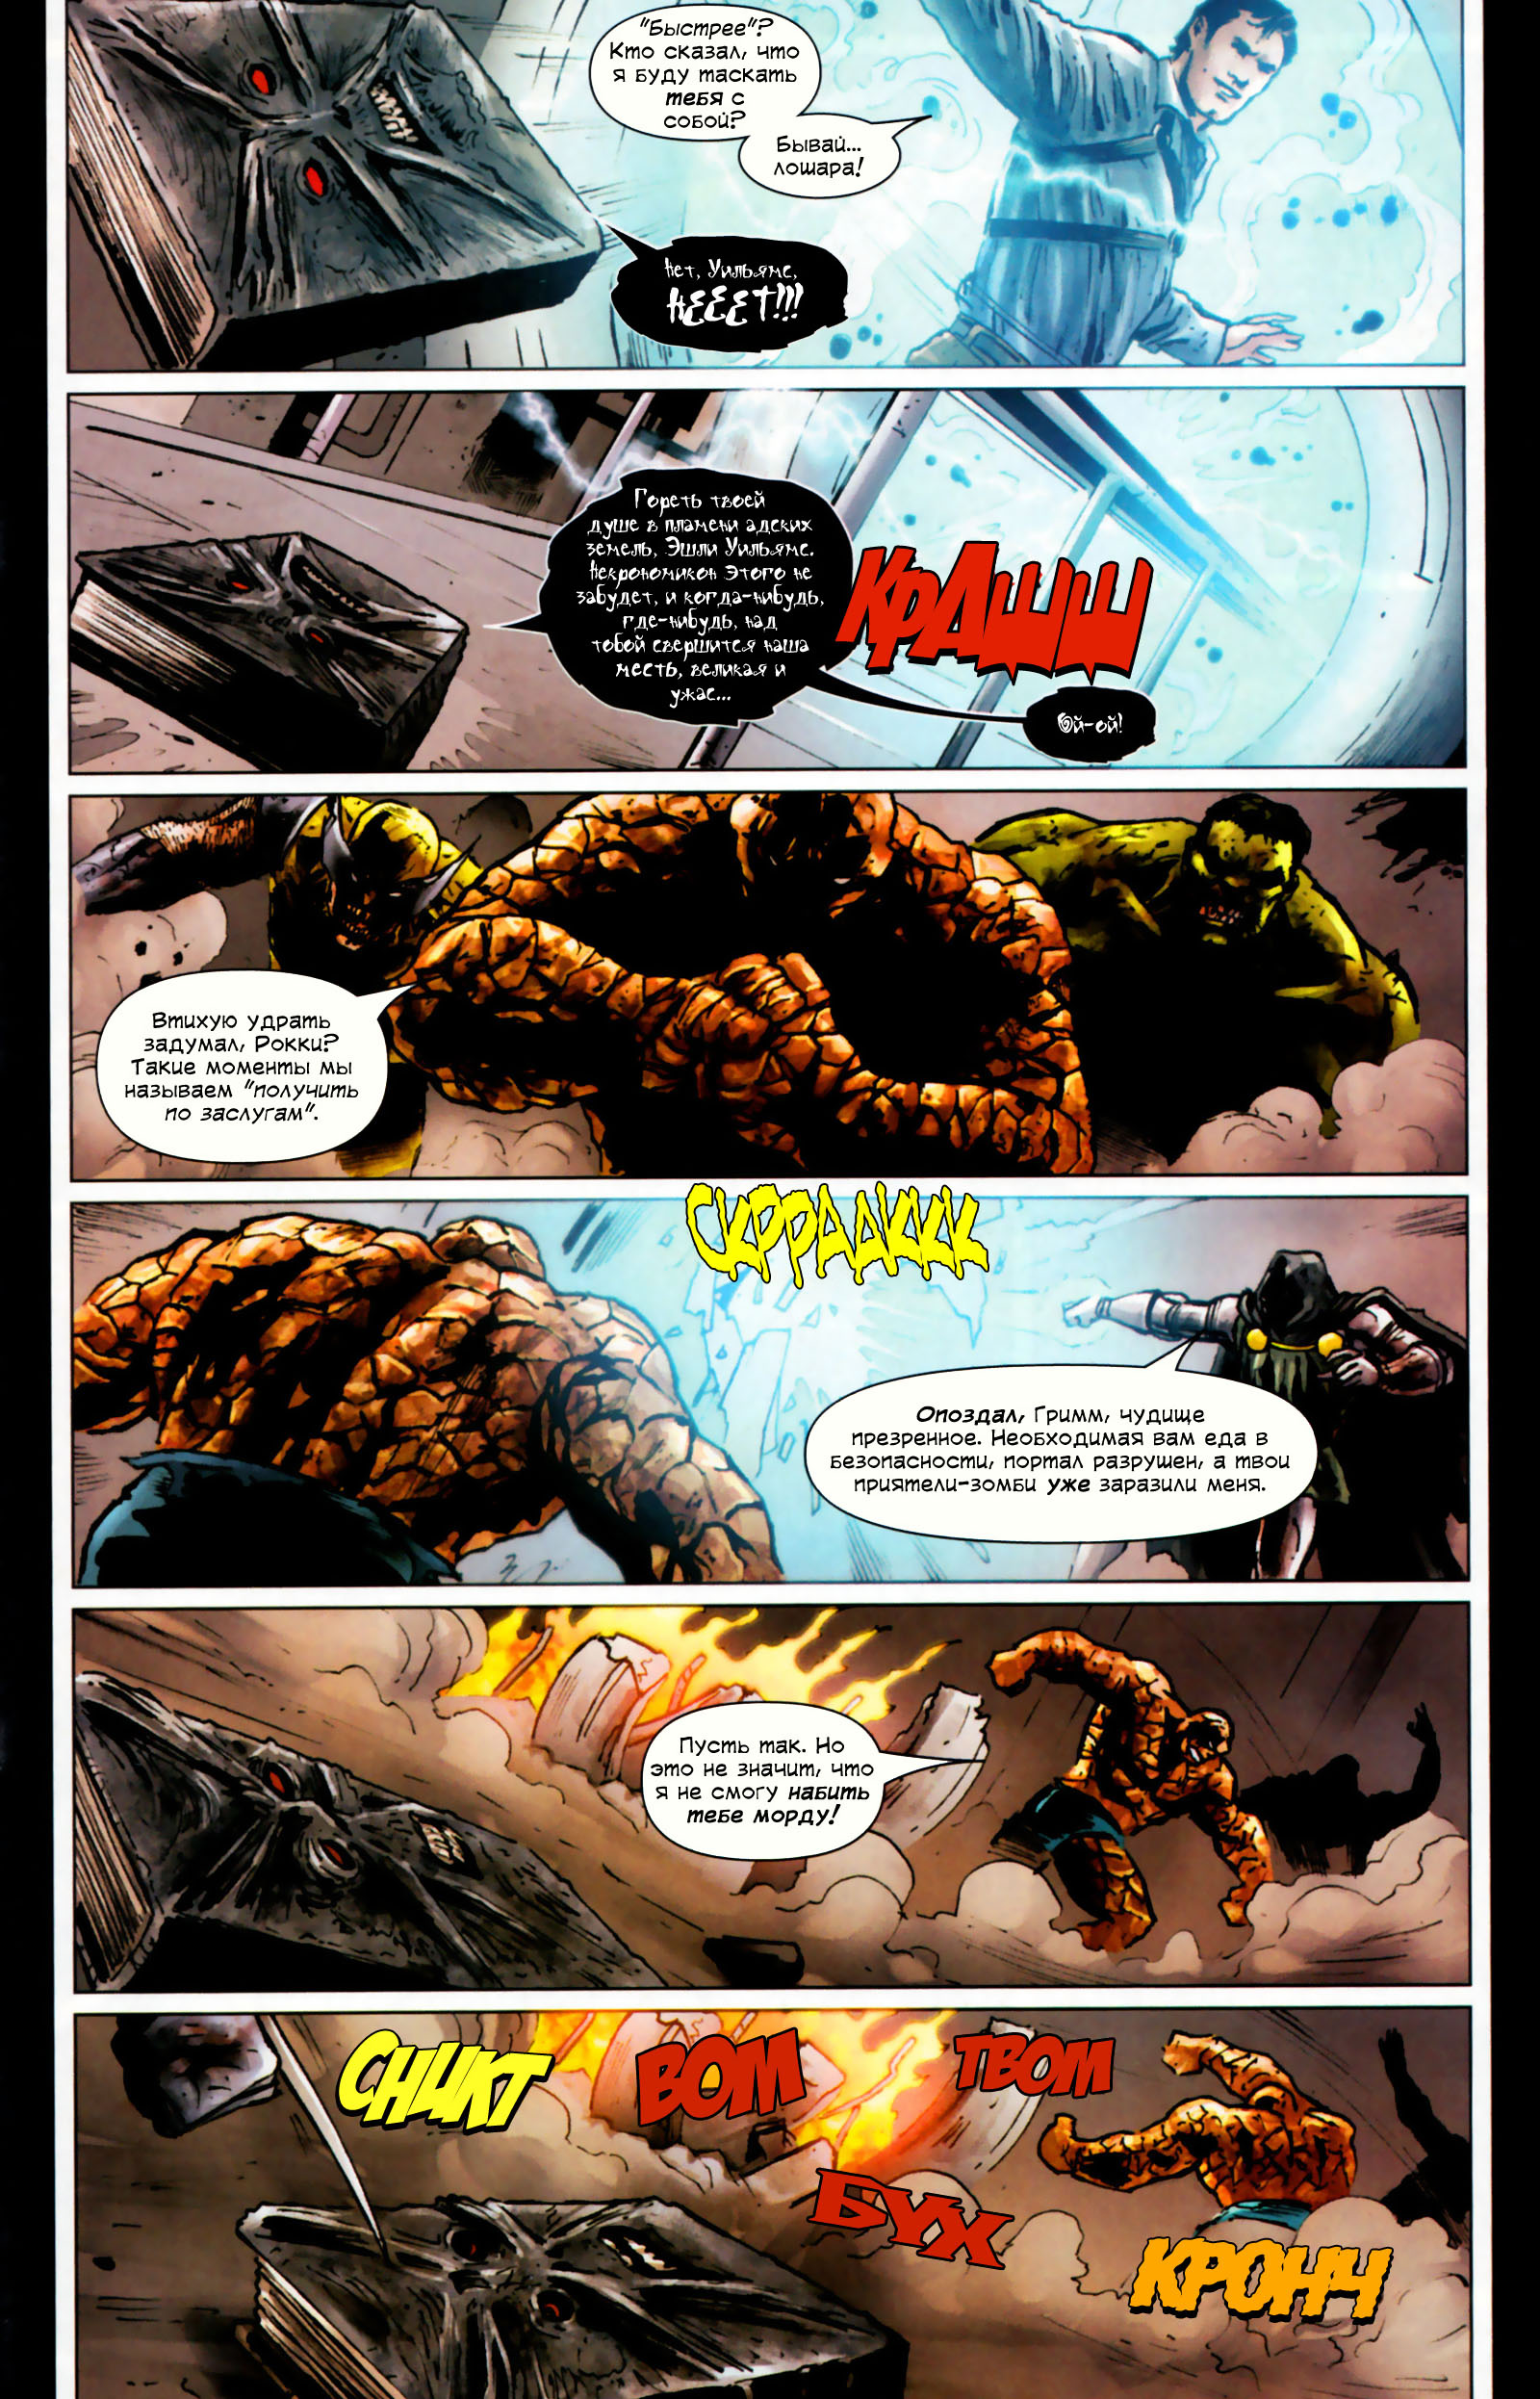 "Быстрее"?
Кто сказал, что
я буду таскать
тебя с
собой?
Бывай...
лошара!
Нет, Уильямс,
НЕЕЕТ!!!
Гореть твоей
душе в пламени адских
земель, Эшли Уильямс.
Некрономикон этого не
забудет, и когда-нибудь,
где-нибудь, над
тобой свершится наша
месть, великая и
ужас...
КРАШШ
Ой-ой!
Втихую удрать
задумал, Рокки?
Такие моменты мы
называем "получить
по заслугам".
СКРРААКККК
Опоздал, Гримм, чудище
презренное. Необходимая вам еда в
безопасности, портал разрушен, а твои
приятели-зомби уже заразили меня.
Пусть так. Но
это не значит, что
я не смогу набить
тебе морду!
СНИКТ
ВОМ
ТВОМ
БУХ
КРОНЧ